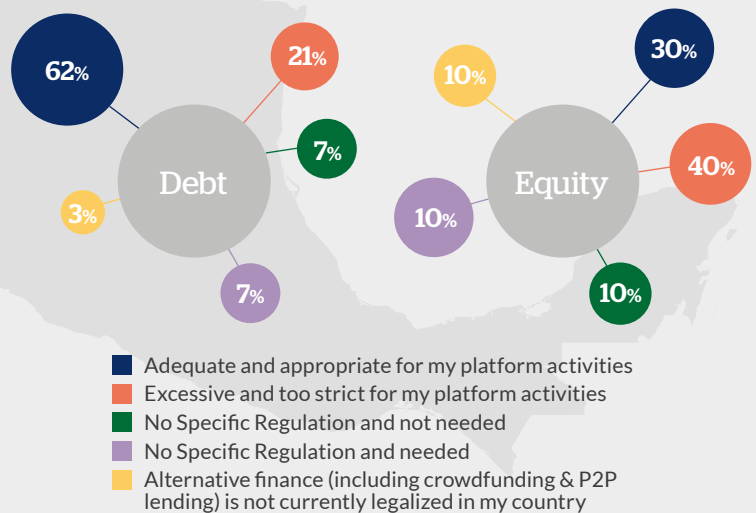 62%
21%
7%
3%
7%
Debt
10%
30%
40%
10%
10%
Equity
Adequate and appropriate for my platform activities
Excessive and too strict for my platform activities
No Specific Regulation and not needed
No Specific Regulation and needed
Alternative finance (including crowdfunding & P2P
lending) is not currently legalized in my country